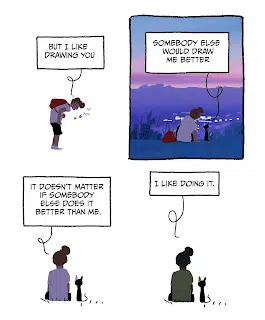 BUT I LIKE
DRAWING YOU
SOMEBODY ELSE
WOULD DRAW
ME BETTER
IT DOESN'T MATTER
IF SOMEBODY
ELSE DOES IT
BETTER THAN ME.
I LIKE DOING IT.